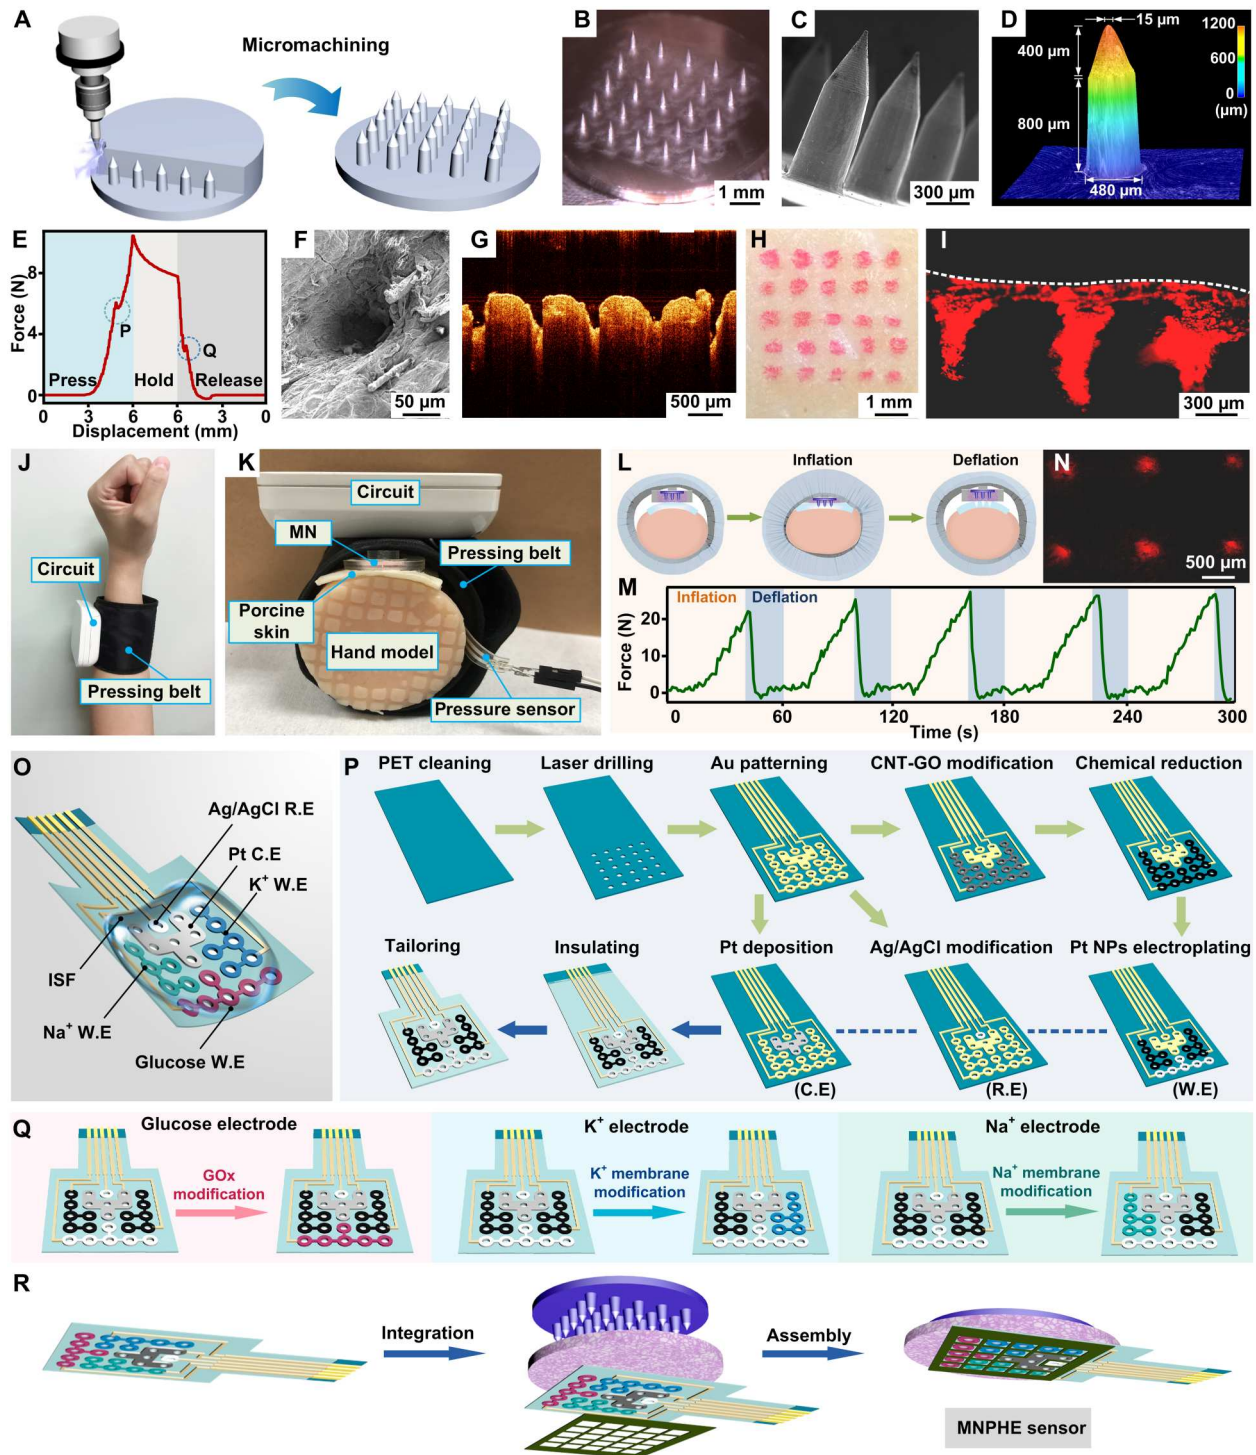 A
Micromachining
B
1 mm
C
300 µm
D
15 µm
400 µm
800 µm
480 µm
1200
600
0
(µm)
E
Force (N)
8
4
0
P
Q
Press
Hold
Release
0 3 6 6 3 0
Displacement (mm)
F
50 µm
G
500 µm
H
1 mm
I
300 µm
J
Circuit
Pressing belt
K
Circuit
MN
Pressing belt
Porcine
skin
Hand model
Pressure sensor
L
Inflation
Deflation
N
500 µm
M
Inflation
Deflation
Force (N)
20
10
0
0 60 120 180 240 300
Time (s)
O
Ag/AgCl R.E
Pt C.E
K⁺ W.E
ISF
Na⁺ W.E
Glucose W.E
P
PET cleaning
Laser drilling
Au patterning
CNT-GO modification
Chemical reduction
Tailoring
Insulating
Pt deposition
Ag/AgCl modification
Pt NPs electroplating
(C.E)
(R.E)
(W.E)
Q
Glucose electrode
GOx
modification
K⁺ electrode
K⁺ membrane
modification
Na⁺ electrode
Na⁺ membrane
modification
R
Integration
Assembly
MNPHE sensor